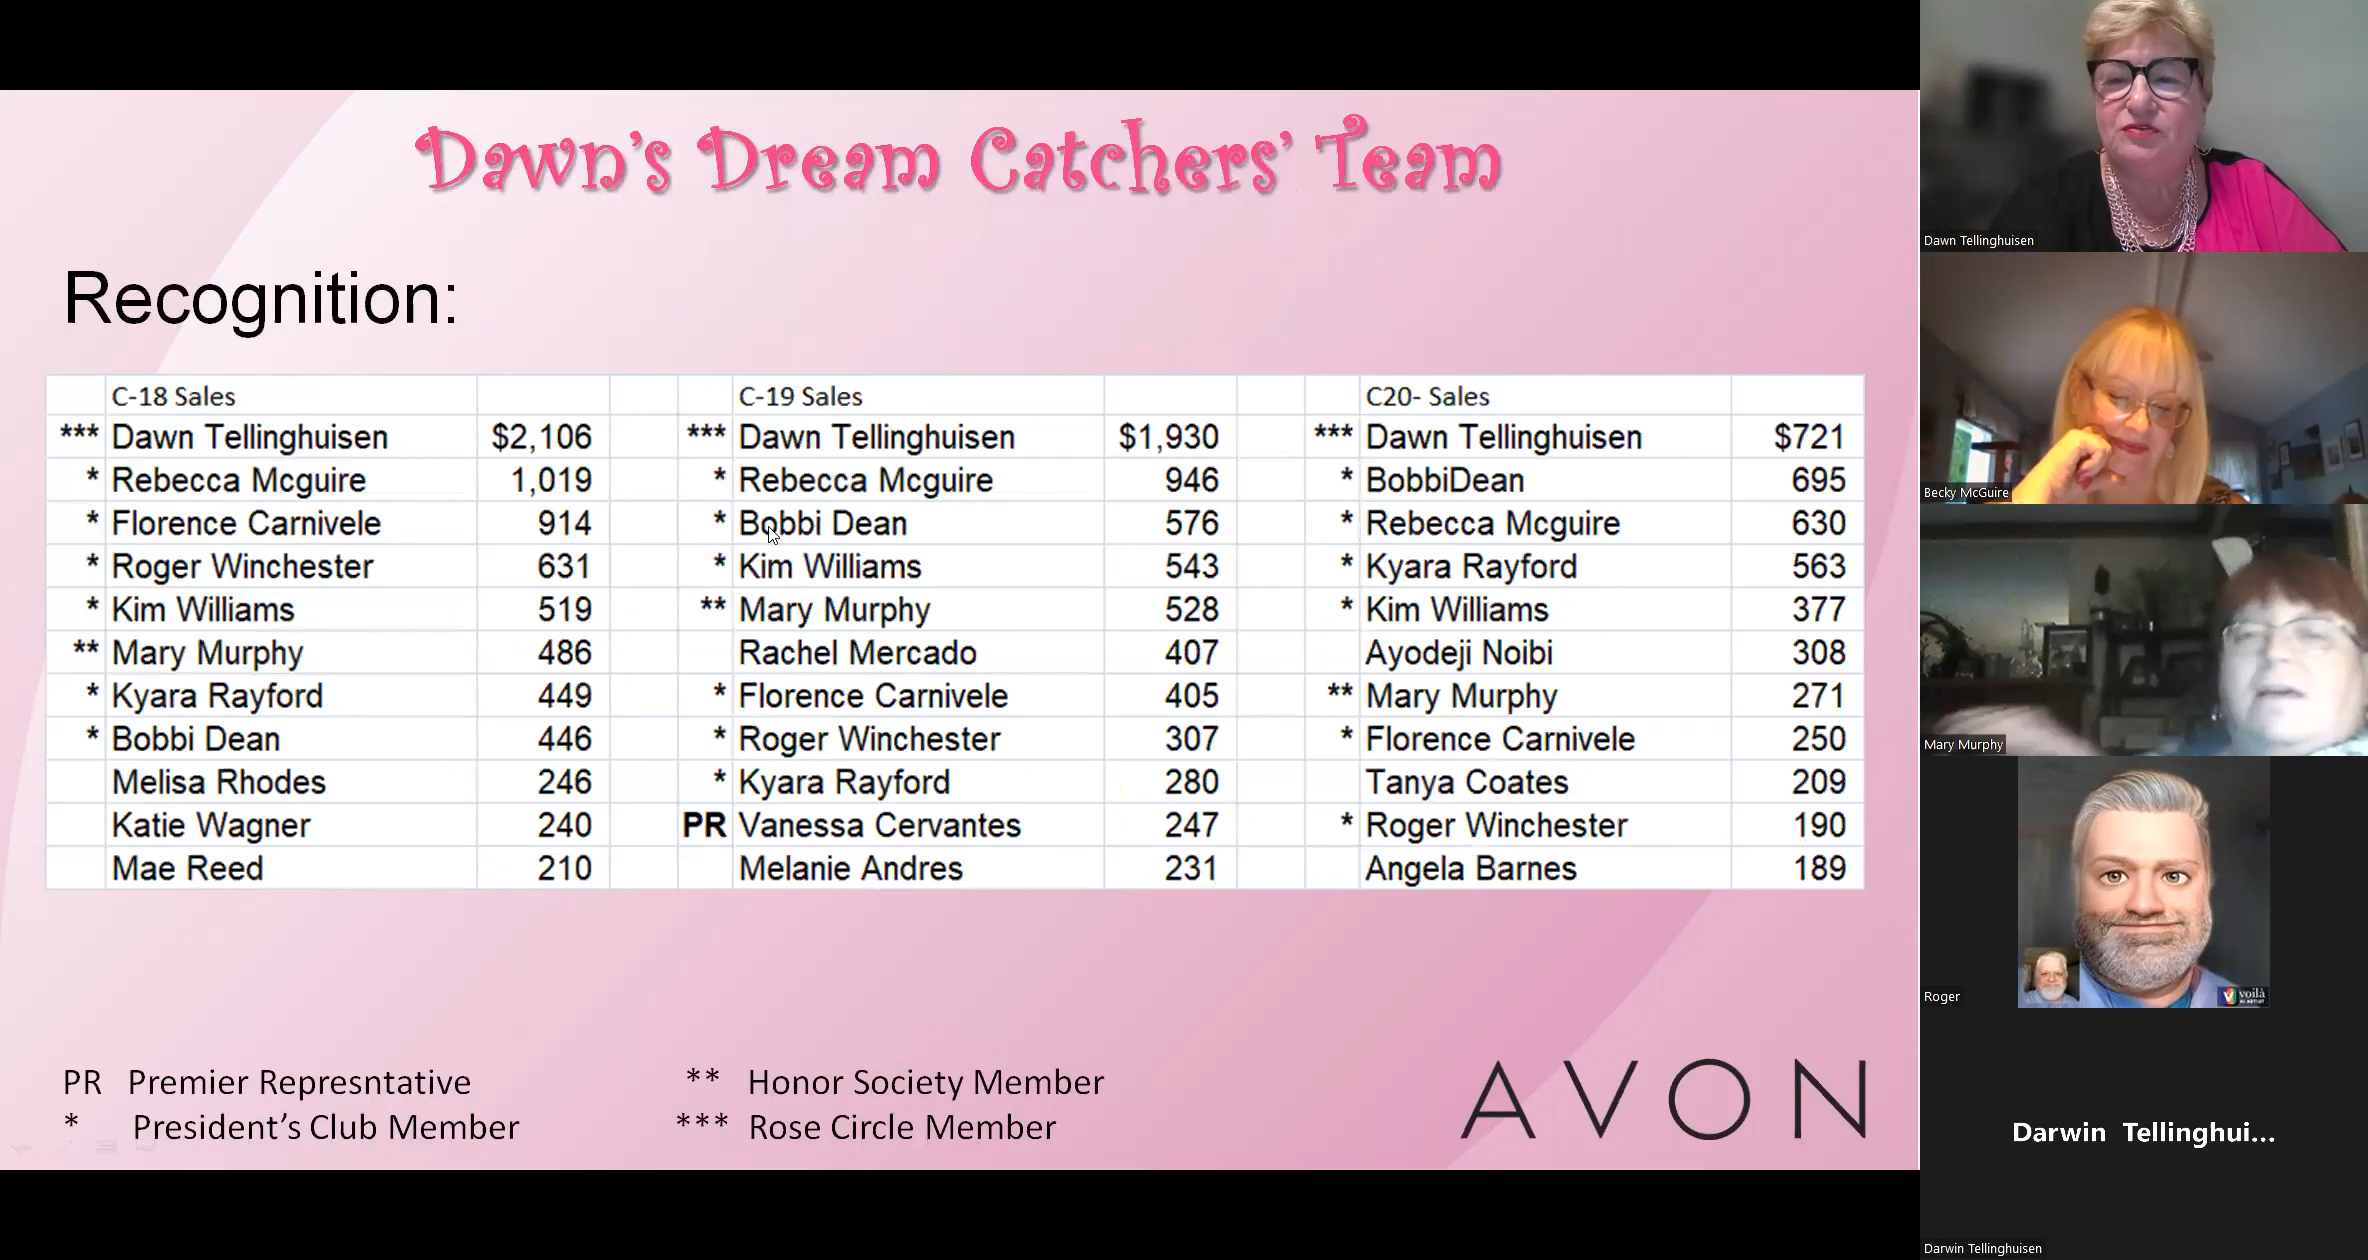 Dawn's Dream Catchers' Team
Recognition:
C-18 Sales C-19 Sales C20- Sales
*** Dawn Tellinghuisen $2,106 *** Dawn Tellinghuisen $1,930 *** Dawn Tellinghuisen $721
* Rebecca Mcguire 1,019 * Rebecca Mcguire 946 * BobbiDean 695
* Florence Carnivele 914 * Bobbi Dean 576 * Rebecca Mcguire 630
* Roger Winchester 631 * Kim Williams 543 * Kyara Rayford 563
* Kim Williams 519 ** Mary Murphy 528 * Kim Williams 377
** Mary Murphy 486 Rachel Mercado 407 Ayodeji Noibi 308
* Kyara Rayford 449 * Florence Carnivele 405 ** Mary Murphy 271
* Bobbi Dean 446 * Roger Winchester 307 * Florence Carnivele 250
Melisa Rhodes 246 * Kyara Rayford 280 Tanya Coates 209
Katie Wagner 240 PR Vanessa Cervantes 247 * Roger Winchester 190
Mae Reed 210 Melanie Andres 231 Angela Barnes 189
PR Premier Represntative ** Honor Society Member
* President's Club Member *** Rose Circle Member
AVON
Dawn Tellinghuisen
Becky McGuire
Mary Murphy
Roger
voilà
AI ARTIST
Darwin Tellinghui...
Darwin Tellinghuisen